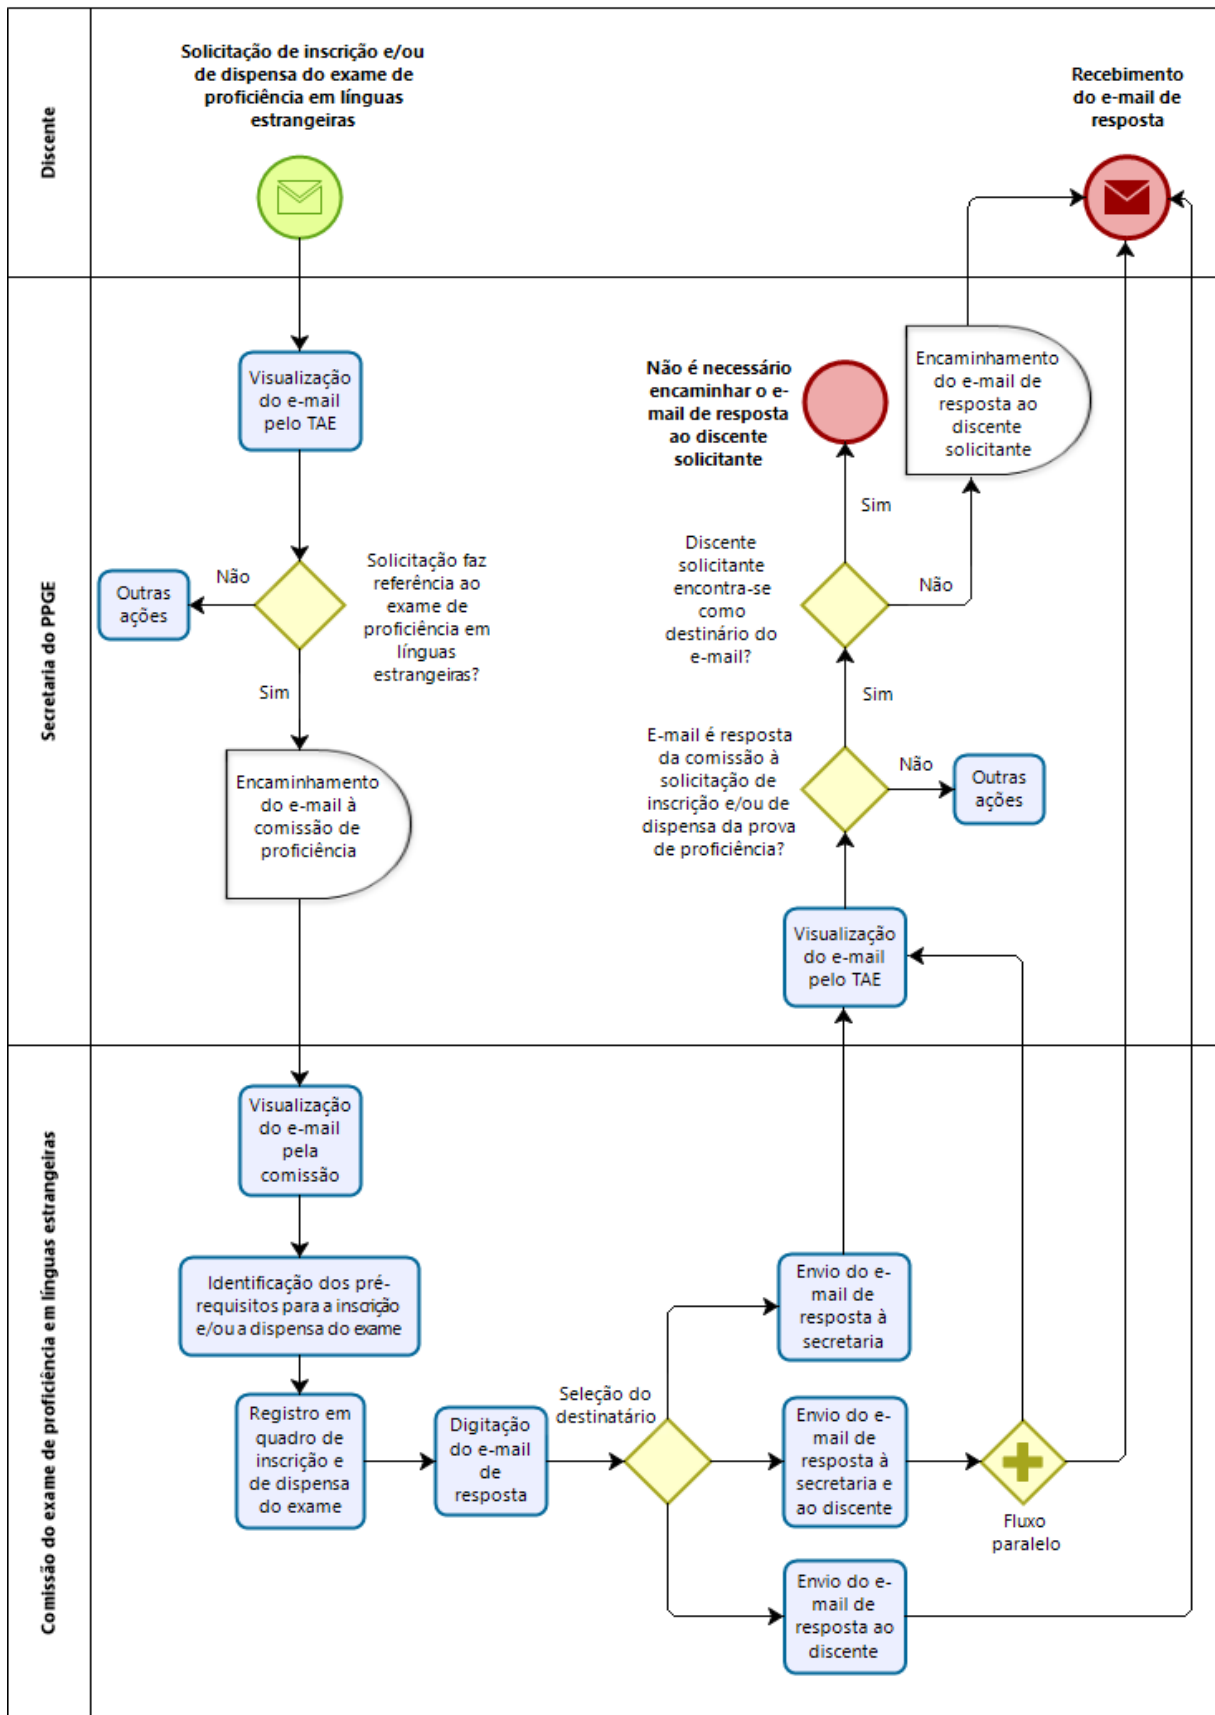 Discente
Solicitação de inscrição e/ou
de dispensa do exame de
proficiência em línguas
estrangeiras
Recebimento
do e-mail de
resposta
Secretaria do PPGE
Visualização
do e-mail
pelo TAE
Não
Outras
ações
Solicitação faz
referência ao
exame de
proficiência em
línguas
estrangeiras?
Sim
Encaminhamento
do e-mail à
comissão de
proficiência
Não é necessário
encaminhar o e-
mail de resposta
ao discente
solicitante
Encaminhamento
do e-mail de
resposta ao
discente
solicitante
Sim
Discente
solicitante
encontra-se
como
destinário do
e-mail?
Não
Sim
E-mail é resposta
da comissão à
solicitação de
inscrição e/ou de
dispensa da prova
de proficiência?
Não
Outras
ações
Visualização
do e-mail
pelo TAE
Comissão do exame de proficiência em línguas estrangeiras
Visualização
do e-mail
pela
comissão
Identificação dos pré-
requisitos para a inscrição
e/ou a dispensa do exame
Registro em
quadro de
inscrição e
de dispensa
do exame
Digitação
do e-mail
de
resposta
Seleção do
destinatário
Envio do e-
mail de
resposta à
secretaria
Envio do e-
mail de
resposta à
secretaria e
ao discente
Fluxo
paralelo
Envio do e-
mail de
resposta ao
discente